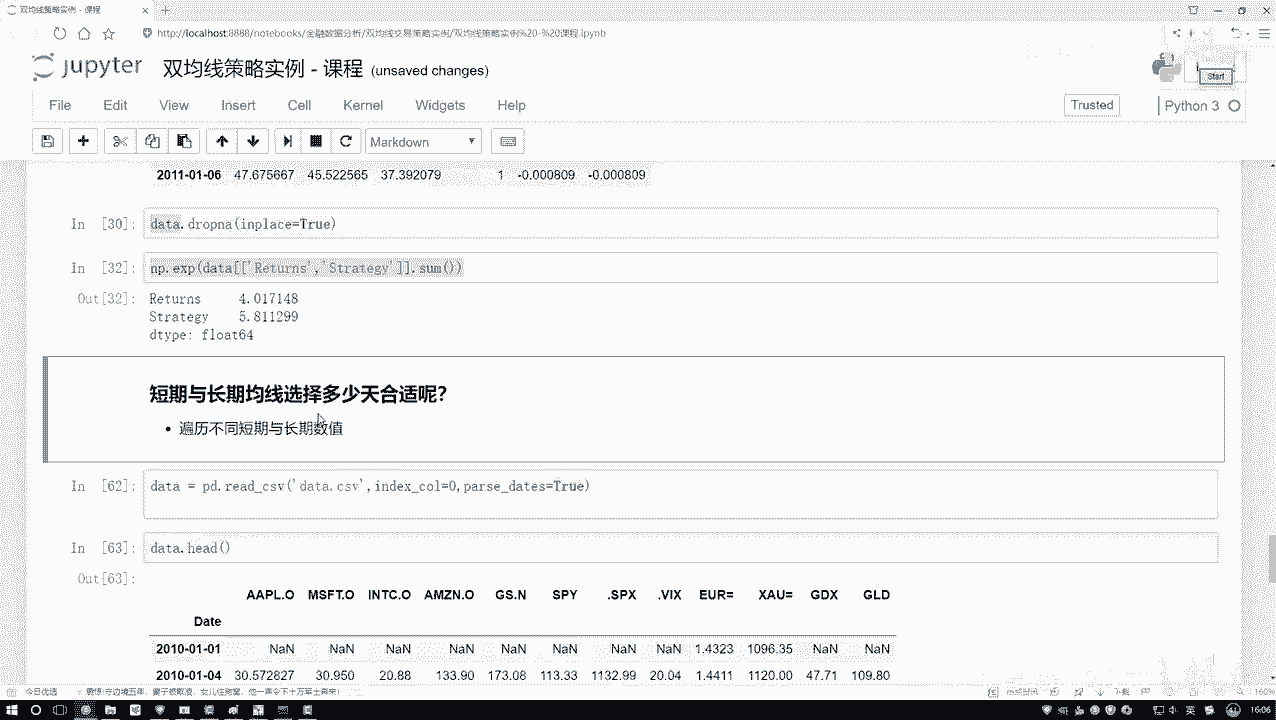 双均线策略实例 - 课程
http://localhost:8888/notebooks/金融数据分析/双均线交易策略实例/双均线策略实例%20-%20课程.ipynb
jupyter 双均线策略实例 - 课程 (unsaved changes)
Start
File Edit View Insert Cell Kernel Widgets Help
Trusted Python 3
Markdown
2011-01-06 47.675667 45.522565 37.392079 1 -0.000809 -0.000809
In [30]: data.dropna(inplace=True)
In [32]: np.exp(data[['Returns','Strategy']].sum())
Out[32]: Returns 4.017148
Strategy 5.811299
dtype: float64
短期与长期均线选择多少天合适呢?
遍历不同短期与长期数值
In [62]: data = pd.read_csv('data.csv',index_col=0,parse_dates=True)
In [63]: data.head()
Out[63]:
AAPL.O MSFT.O INTC.O AMZN.O GS.N SPY .SPX .VIX EUR= XAU= GDX GLD
Date
2010-01-01 NaN NaN NaN NaN NaN NaN NaN NaN 1.4323 1096.35 NaN NaN
2010-01-04 30.572827 30.950 20.88 133.90 173.08 113.33 1132.99 20.04 1.4411 1120.00 47.71 109.80
今日优选
160%
英
16:06